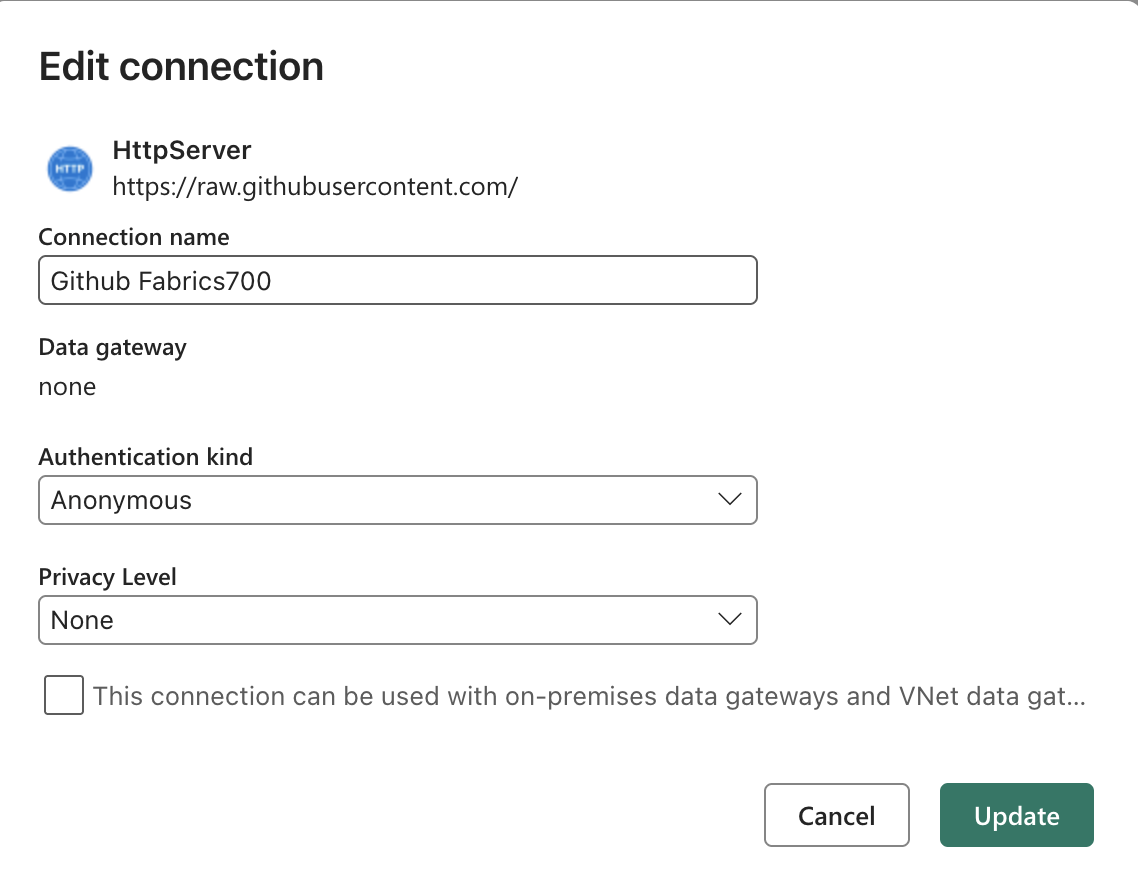 Edit connection
HTTP
HttpServer
https://raw.githubusercontent.com/
Connection name
Github Fabrics700
Data gateway
none
Authentication kind
Anonymous
Privacy Level
None
This connection can be used with on-premises data gateways and VNet data gat...
Cancel
Update